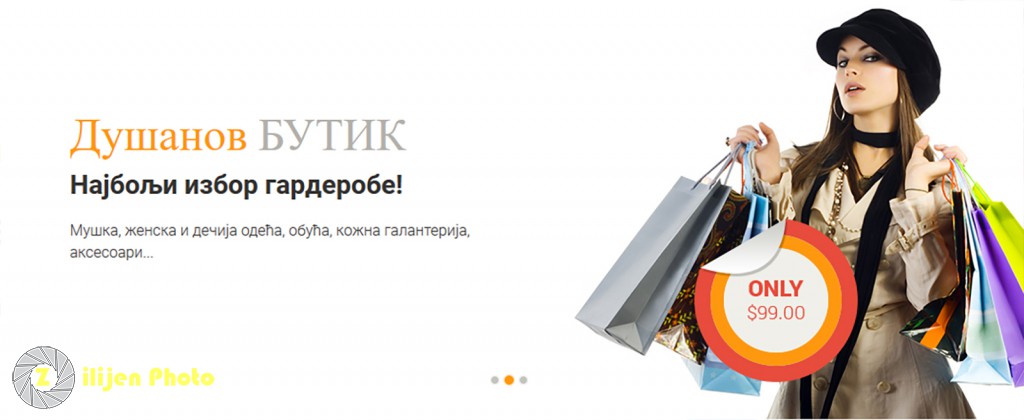 Душанов БУТИК
Најбољи избор гардеробе!
Мушка, женска и дечија одећа, обућа, кожна галантерија,
аксесоари...
ONLY
$99.00
Z ilijen Photo